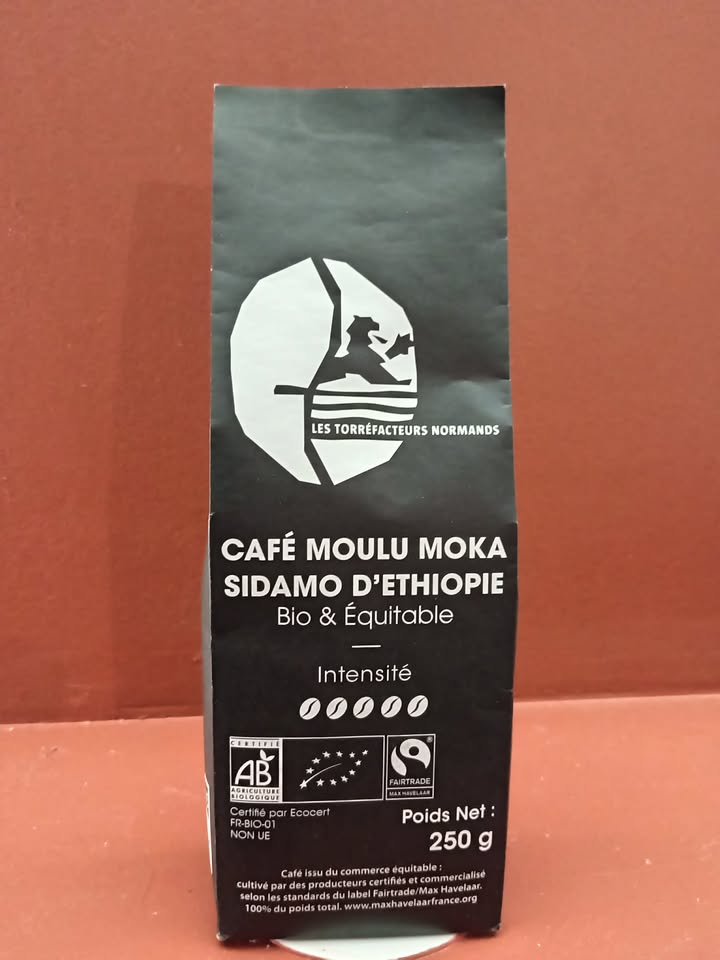 LES TORRÉFACTEURS NORMANDS
CAFÉ MOULU MOKA
SIDAMO D'ETHIOPIE
Bio & Équitable
Intensité
CERTIFIÉ
AB
AGRICULTURE
BIOLOGIQUE
®
FAIRTRADE
MAX HAVELAAR
Certifié par Ecocert
FR-BIO-01
NON UE
Poids Net :
250 g
Café issu du commerce équitable :
cultivé par des producteurs certifiés et commercialisé
selon les standards du label Fairtrade/Max Havelaar.
100% du poids total. www.maxhavelaarfrance.org